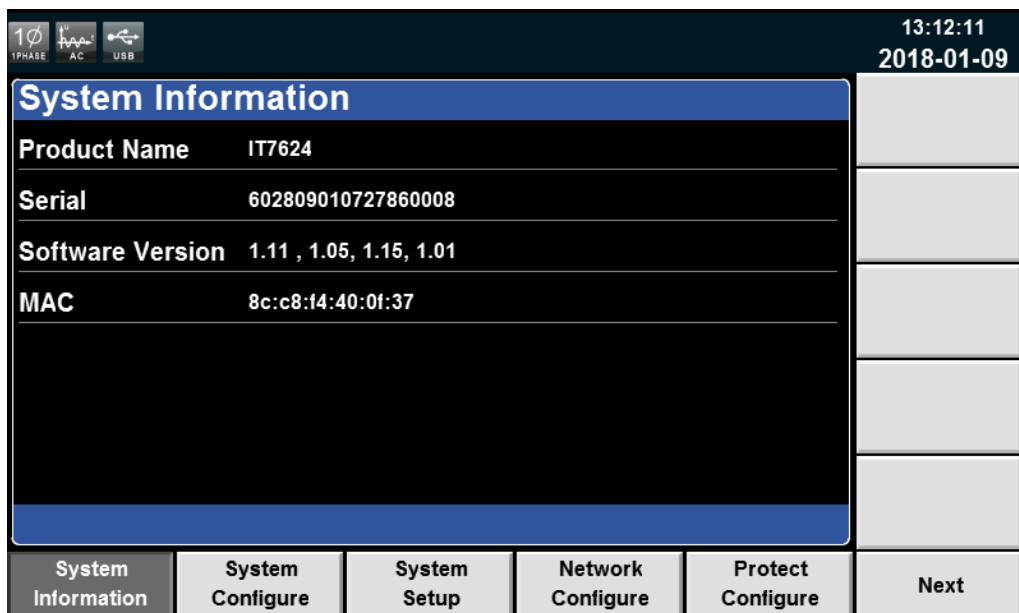 1Ø
1PHASE
AC
USB
13:12:11
2018-01-09
System Information
Product Name IT7624
Serial 602809010727860008
Software Version 1.11 , 1.05, 1.15, 1.01
MAC 8c:c8:f4:40:0f:37
System Information
System Configure
System Setup
Network Configure
Protect Configure
Next